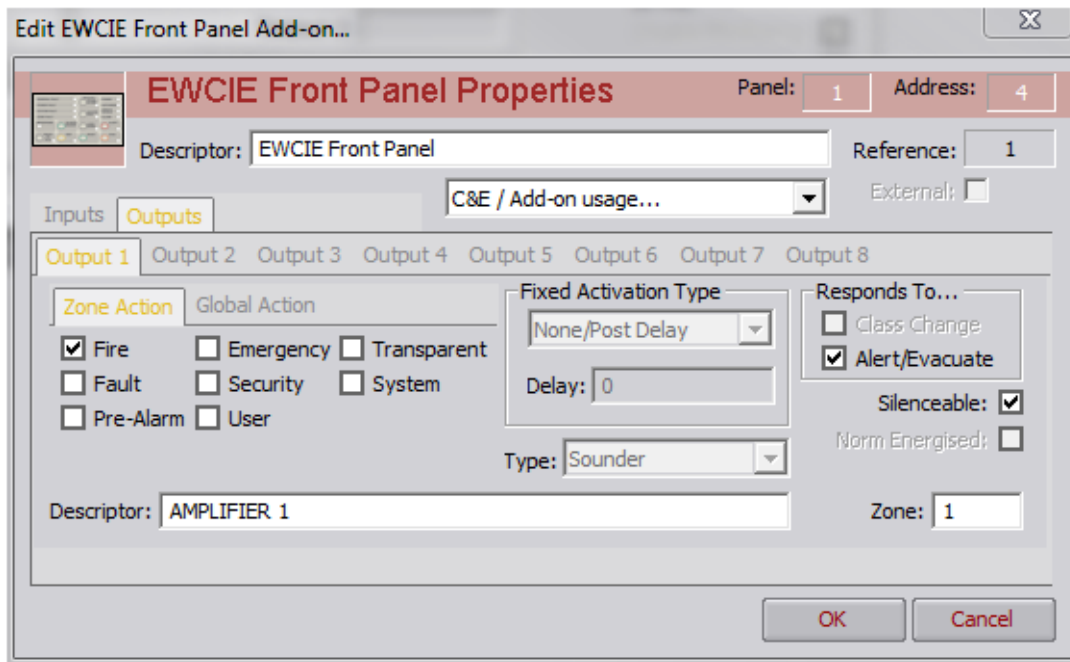 Edit EWCIE Front Panel Add-on...
EWCIE Front Panel Properties Panel: 1 Address: 4
Descriptor: EWCIE Front Panel Reference: 1
C&E / Add-on usage... External:
Inputs Outputs
Output 1 Output 2 Output 3 Output 4 Output 5 Output 6 Output 7 Output 8
Zone Action Global Action Fixed Activation Type Responds To...
None/Post Delay Class Change
Fire Emergency Transparent Alert/Evacuate
Fault Security System Delay: 0
Pre-Alarm User Silenceable:
Norm Energised:
Type: Sounder
Descriptor: AMPLIFIER 1 Zone: 1
OK Cancel